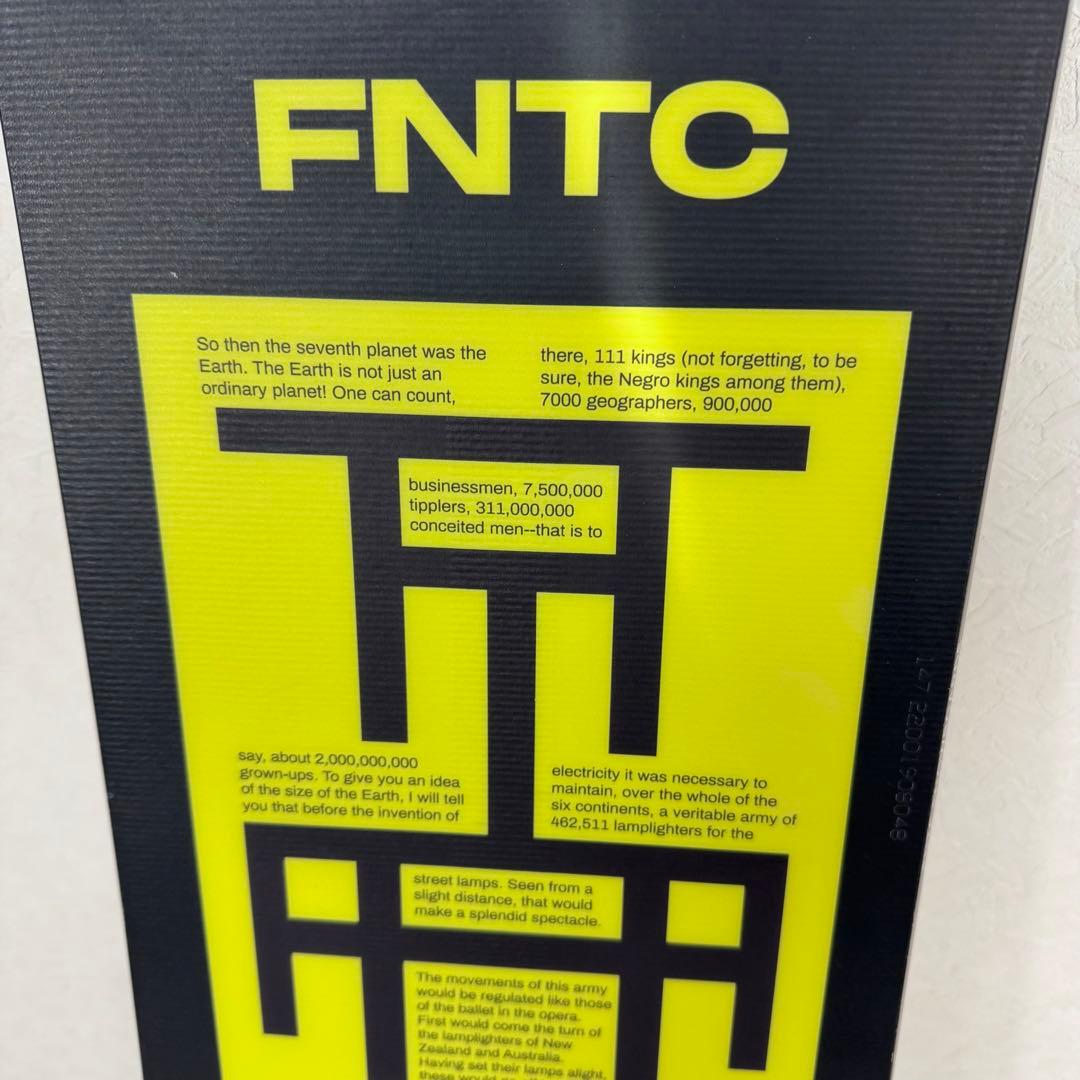 FNTC
So then the seventh planet was the
Earth. The Earth is not just an
ordinary planet! One can count,
there, 111 kings (not forgetting, to be
sure, the Negro kings among them),
7000 geographers, 900,000
businessmen, 7,500,000
tipplers, 311,000,000
conceited men--that is to
say, about 2,000,000,000
grown-ups. To give you an idea
of the size of the Earth, I will tell
you that before the invention of
electricity it was necessary to
maintain, over the whole of the
six continents, a veritable army of
462,511 lamplighters for the
street lamps. Seen from a
slight distance, that would
make a splendid spectacle.
The movements of this army
would be regulated like those
of the ballet in the opera.
First would come the turn of
the lamplighters of New
Zealand and Australia.
Having set their lamps alight,
these would
147 22001908048